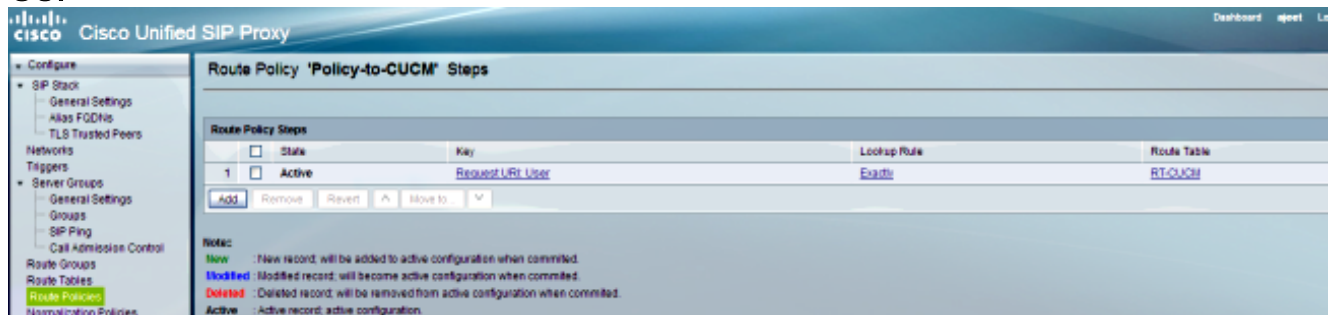 CISCO Cisco Unified SIP Proxy
Dashboard ajeet Lo
Configure
SIP Stack
General Settings
Alias FQDNs
TLS Trusted Peers
Networks
Triggers
Server Groups
General Settings
Groups
SIP Ping
Call Admission Control
Route Groups
Route Tables
Route Policies
Normalization Policies
Route Policy 'Policy-to-CUCM' Steps
Route Policy Steps
State Key Lookup Rule Route Table
1 Active Request URI: User Exactly RT-CUCM
Add Remove Revert Move to...
Note:
New : New record; will be added to active configuration when commited.
Modified : Modified record; will become active configuration when commited.
Deleted : Deleted record; will be removed from active configuration when commited.
Active : Active record; active configuration.